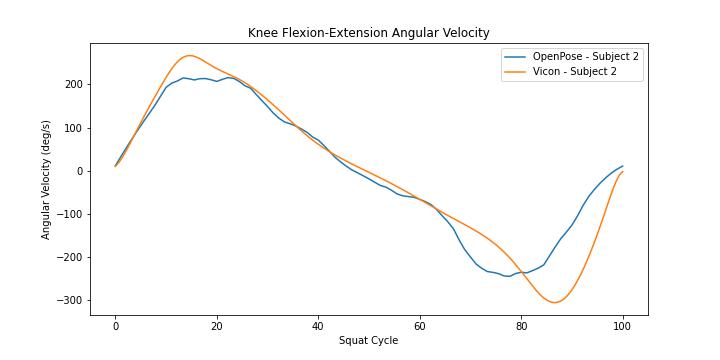 Knee Flexion-Extension Angular Velocity
OpenPose - Subject 2
Vicon - Subject 2
Angular Velocity (deg/s)
200
100
0
−100
−200
−300
0 20 40 60 80 100
Squat Cycle